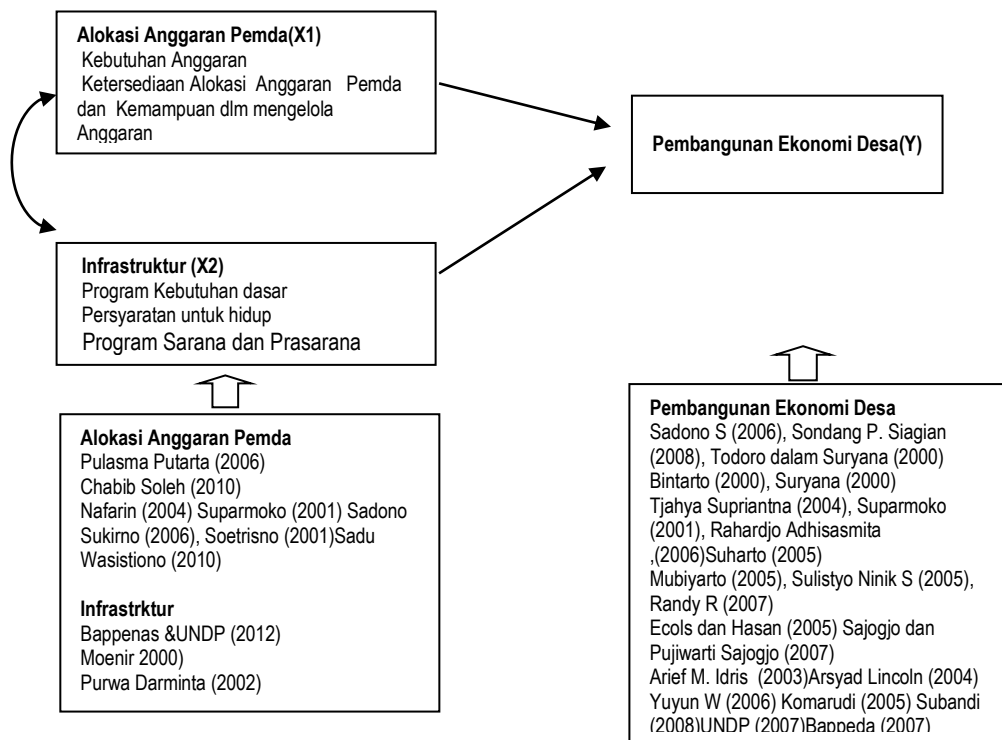 Alokasi Anggaran Pemda(X1)
Kebutuhan Anggaran
Ketersediaan Alokasi Anggaran Pemda
dan Kemampuan dlm mengelola
Anggaran
Pembangunan Ekonomi Desa(Y)
Infrastruktur (X2)
Program Kebutuhan dasar
Persyaratan untuk hidup
Program Sarana dan Prasarana
Alokasi Anggaran Pemda
Pulasma Putarta (2006)
Chabib Soleh (2010)
Nafarin (2004) Suparmoko (2001) Sadono
Sukirno (2006), Soetrisno (2001)Sadu
Wasistiono (2010)
Infrastrktur
Bappenas &UNDP (2012)
Moenir 2000)
Purwa Darminta (2002)
Pembangunan Ekonomi Desa
Sadono S (2006), Sondang P. Siagian
(2008), Todoro dalam Suryana (2000)
Bintarto (2000), Suryana (2000)
Tjahya Supriantna (2004), Suparmoko
(2001), Rahardjo Adhisasmita
,(2006)Suharto (2005)
Mubiyarto (2005), Sulistyo Ninik S (2005),
Randy R (2007)
Ecols dan Hasan (2005) Sajogjo dan
Pujiwarti Sajogjo (2007)
Arief M. Idris (2003)Arsyad Lincoln (2004)
Yuyun W (2006) Komarudi (2005) Subandi
(2008)UNDP (2007)Bappeda (2007)